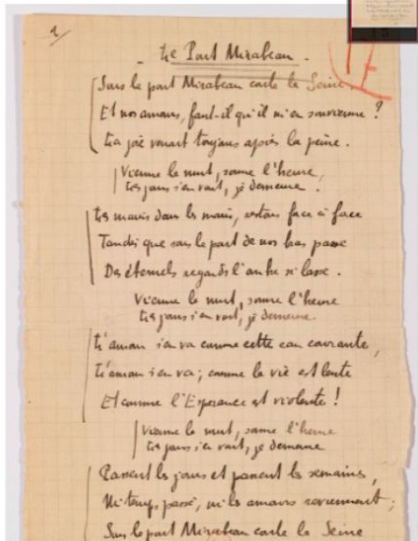 Le Pont Mirabeau.
Sous le pont Mirabeau coule la Seine
Et nos amours, faut-il qu'il m'en souvienne ?
La joie venait toujours après la peine.
Vienne la nuit, sonne l'heure,
Les jours s'en vont, je demeure.
Les mains dans les mains, restons face à face
Tandis que sous le pont de nos bras passe
Des éternels regards l'onde si lasse.
Vienne la nuit, sonne l'heure
Les jours s'en vont, je demeure.
L'amour s'en va comme cette eau courante,
L'amour s'en va ; comme la vie est lente
Et comme l'Espérance est violente !
Vienne la nuit, sonne l'heure
Les jours s'en vont, je demeure
Passent les jours et passent les semaines,
Ni temps passé, ni les amours reviennent ;
Sous le pont Mirabeau coule la Seine